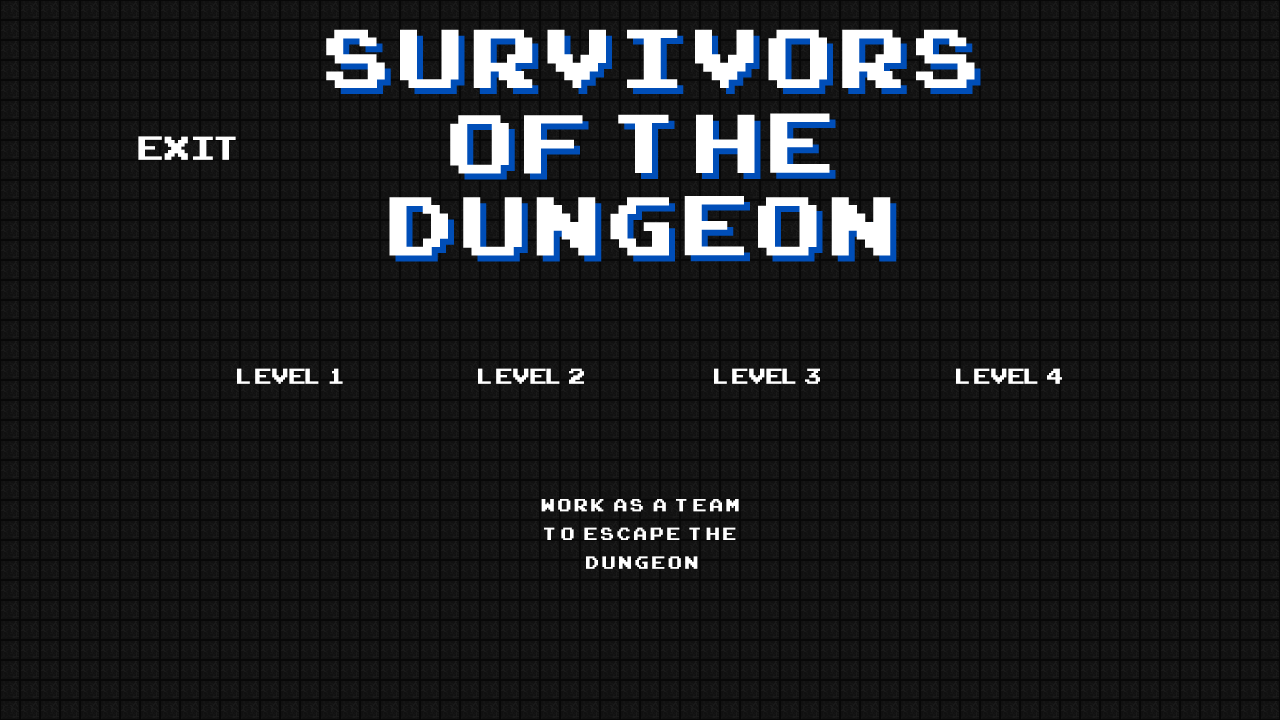 SURVIVORS
OF THE
EXIT
DUNGEON
LEVEL 1
LEVEL 2
LEVEL 3
LEVEL 4
WORK AS A TEAM
TO ESCAPE THE
DUNGEON